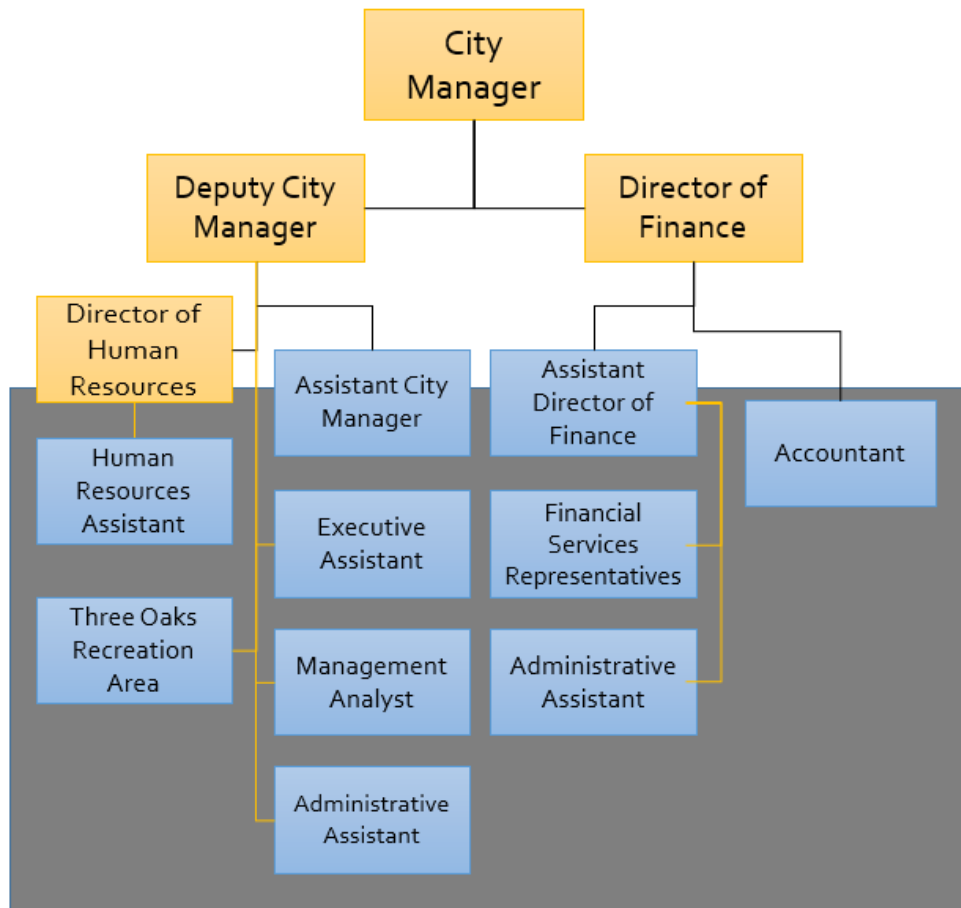 City
Manager
Deputy City
Manager
Director of
Finance
Director of
Human
Resources
Assistant City
Manager
Assistant
Director of
Finance
Accountant
Human
Resources
Assistant
Executive
Assistant
Financial
Services
Representatives
Three Oaks
Recreation
Area
Management
Analyst
Administrative
Assistant
Administrative
Assistant